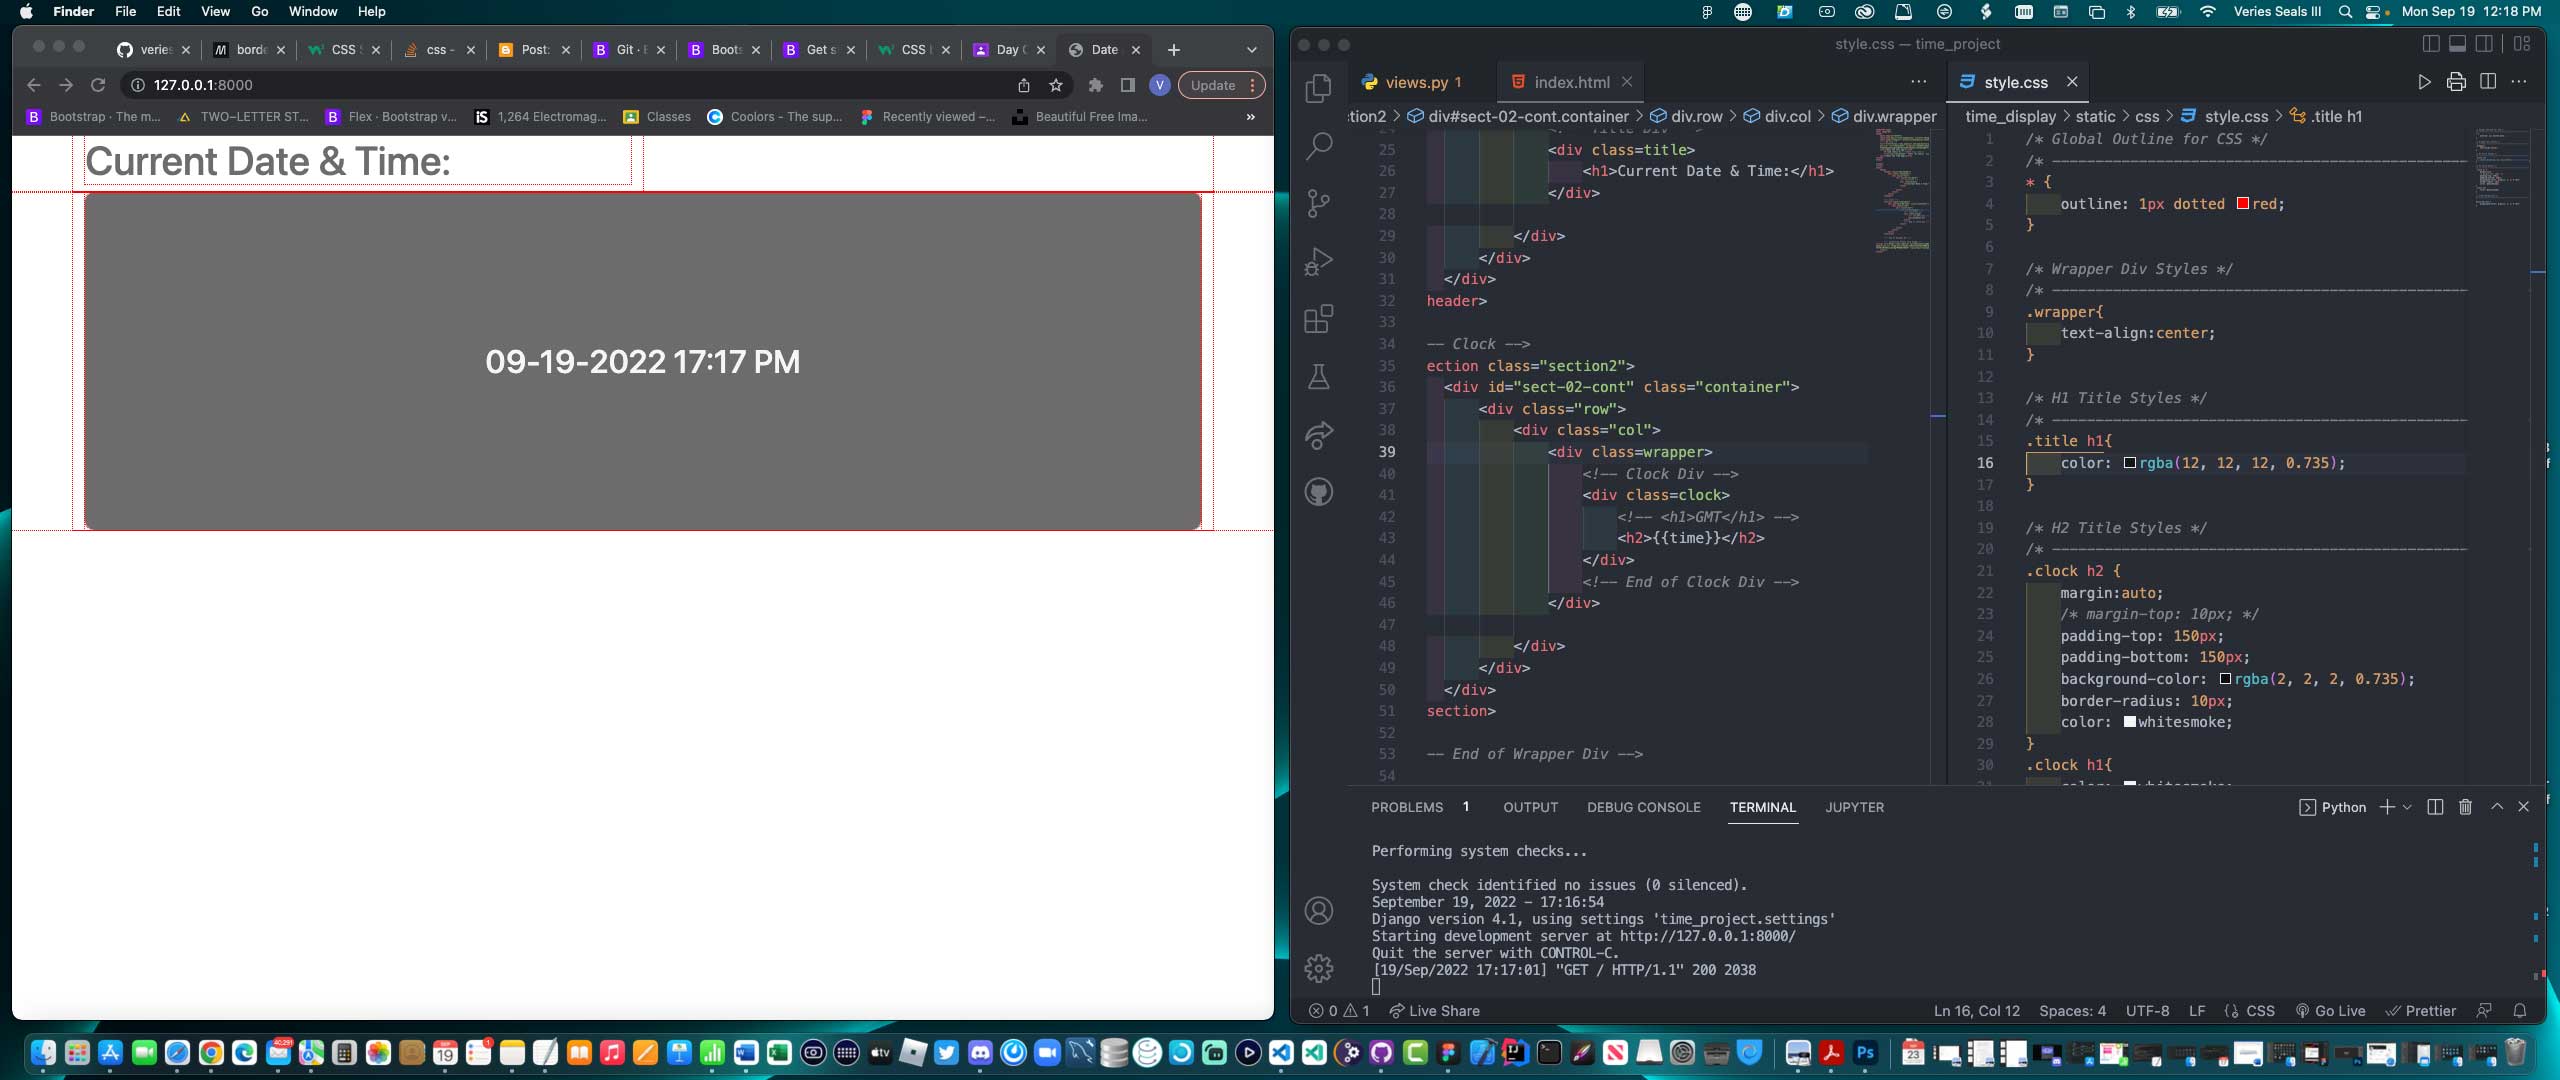 Finder File Edit View Go Window Help
Veries Seals III Mon Sep 19 12:18 PM
veries
borde
CSS
css -
Post:
Git · E
Boots
Get s
CSS
Day C
Date
127.0.0.1:8000
Update
V
Bootstrap · The m...
TWO-LETTER ST...
Flex · Bootstrap v...
1,264 Electromag...
Classes
Coolors - The sup...
Recently viewed –...
Beautiful Free Ima...
»
Current Date & Time:
09-19-2022 17:17 PM
style.css — time_project
views.py 1
index.html
style.css
ction2 > div#sect-02-cont.container > div.row > div.col > div.wrapper
25 <div class=title>
26 <h1>Current Date & Time:</h1>
27 </div>
28
29 </div>
30 </div>
31 </div>
32 header>
33
34 -- Clock -->
35 ection class="section2">
36 <div id="sect-02-cont" class="container">
37 <div class="row">
38 <div class="col">
39 <div class=wrapper>
40 <!-- Clock Div -->
41 <div class=clock>
42 <!-- <h1>GMT</h1> -->
43 <h2>{{time}}</h2>
44 </div>
45 <!-- End of Clock Div -->
46 </div>
47
48 </div>
49 </div>
50 </div>
51 section>
52
53 -- End of Wrapper Div -->
54
time_display > static > css > style.css > .title h1
1 /* Global Outline for CSS */
2 /* ------------------------------------------------
3 * {
4 outline: 1px dotted red;
5 }
6
7 /* Wrapper Div Styles */
8 /* ------------------------------------------------
9 .wrapper{
10 text-align:center;
11 }
12
13 /* H1 Title Styles */
14 /* ------------------------------------------------
15 .title h1{
16 color: rgba(12, 12, 12, 0.735);
17 }
18
19 /* H2 Title Styles */
20 /* ------------------------------------------------
21 .clock h2 {
22 margin:auto;
23 /* margin-top: 10px; */
24 padding-top: 150px;
25 padding-bottom: 150px;
26 background-color: rgba(2, 2, 2, 0.735);
27 border-radius: 10px;
28 color: whitesmoke;
29 }
30 .clock h1{
PROBLEMS 1 OUTPUT DEBUG CONSOLE TERMINAL JUPYTER
Python
Performing system checks...
System check identified no issues (0 silenced).
September 19, 2022 - 17:16:54
Django version 4.1, using settings 'time_project.settings'
Starting development server at http://127.0.0.1:8000/
Quit the server with CONTROL-C.
[19/Sep/2022 17:17:01] "GET / HTTP/1.1" 200 2038
0 1 Live Share
Ln 16, Col 12 Spaces: 4 UTF-8 LF CSS Go Live Prettier
40,291
19
1
tv
Ps
23